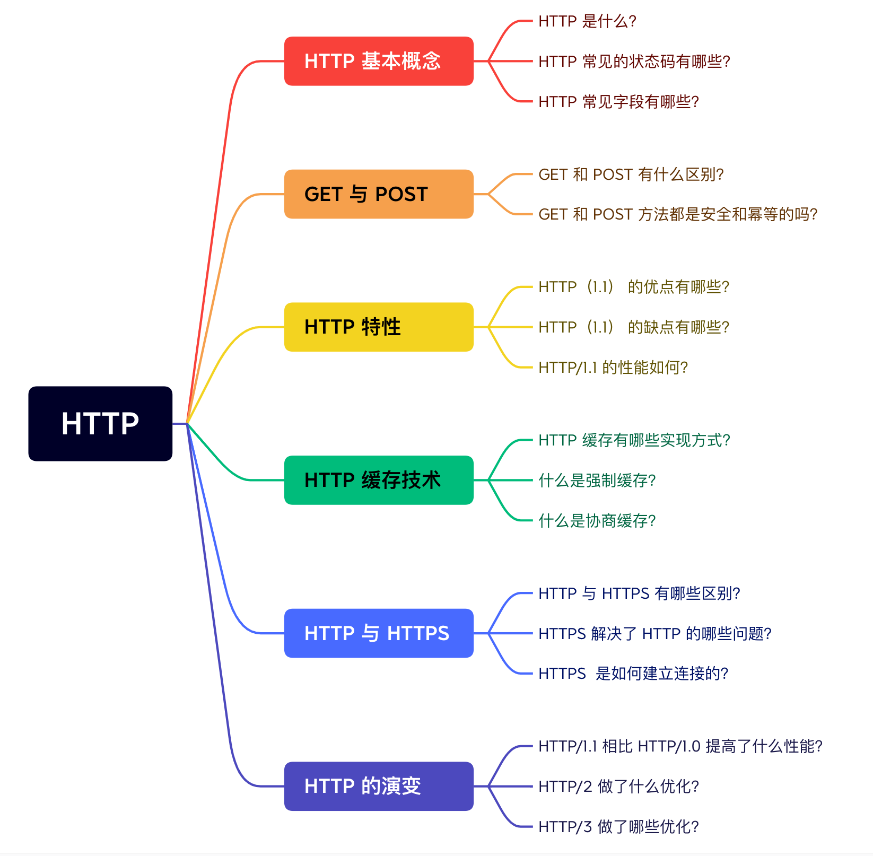 HTTP
HTTP 基本概念
HTTP 是什么?
HTTP 常见的状态码有哪些?
HTTP 常见字段有哪些?
GET 与 POST
GET 和 POST 有什么区别?
GET 和 POST 方法都是安全和幂等的吗?
HTTP 特性
HTTP（1.1） 的优点有哪些?
HTTP（1.1） 的缺点有哪些?
HTTP/1.1 的性能如何?
HTTP 缓存技术
HTTP 缓存有哪些实现方式?
什么是强制缓存?
什么是协商缓存?
HTTP 与 HTTPS
HTTP 与 HTTPS 有哪些区别?
HTTPS 解决了 HTTP 的哪些问题?
HTTPS  是如何建立连接的?
HTTP 的演变
HTTP/1.1 相比 HTTP/1.0 提高了什么性能?
HTTP/2 做了什么优化?
HTTP/3 做了哪些优化?